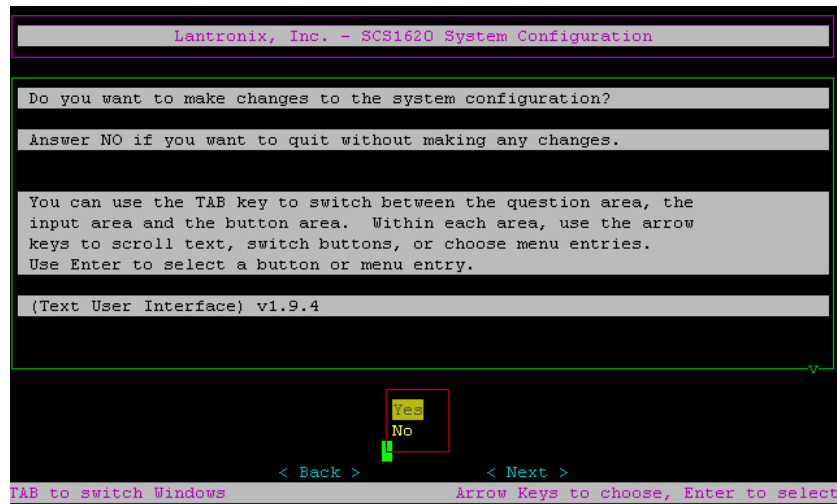 Lantronix, Inc. - SCS1620 System Configuration
Do you want to make changes to the system configuration?
Answer NO if you want to quit without making any changes.
You can use the TAB key to switch between the question area, the
input area and the button area.  Within each area, use the arrow
keys to scroll text, switch buttons, or choose menu entries.
Use Enter to select a button or menu entry.
(Text User Interface) v1.9.4
v
Yes
No
< Back > < Next >
TAB to switch Windows Arrow Keys to choose, Enter to select